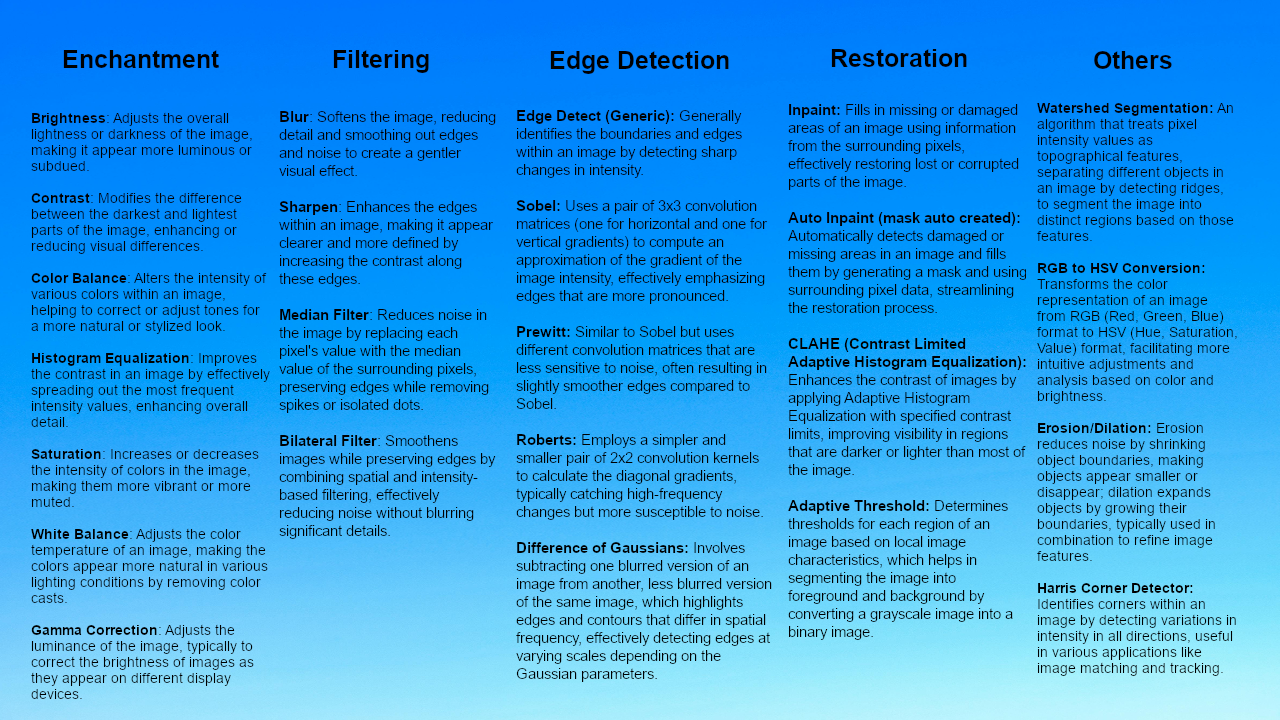 Enchantment
Brightness: Adjusts the overall
lightness or darkness of the image,
making it appear more luminous or
subdued.
Contrast: Modifies the difference
between the darkest and lightest
parts of the image, enhancing or
reducing visual differences.
Color Balance: Alters the intensity of
various colors within an image,
helping to correct or adjust tones for
a more natural or stylized look.
Histogram Equalization: Improves
the contrast in an image by effectively
spreading out the most frequent
intensity values, enhancing overall
detail.
Saturation: Increases or decreases
the intensity of colors in the image,
making them more vibrant or more
muted.
White Balance: Adjusts the color
temperature of an image, making the
colors appear more natural in various
lighting conditions by removing color
casts.
Gamma Correction: Adjusts the
luminance of the image, typically to
correct the brightness of images as
they appear on different display
devices.
Filtering
Blur: Softens the image, reducing
detail and smoothing out edges
and noise to create a gentler
visual effect.
Sharpen: Enhances the edges
within an image, making it appear
clearer and more defined by
increasing the contrast along
these edges.
Median Filter: Reduces noise in
the image by replacing each
pixel's value with the median
value of the surrounding pixels,
preserving edges while removing
spikes or isolated dots.
Bilateral Filter: Smoothens
images while preserving edges by
combining spatial and intensity-
based filtering, effectively
reducing noise without blurring
significant details.
Edge Detection
Edge Detect (Generic): Generally
identifies the boundaries and edges
within an image by detecting sharp
changes in intensity.
Sobel: Uses a pair of 3x3 convolution
matrices (one for horizontal and one for
vertical gradients) to compute an
approximation of the gradient of the
image intensity, effectively emphasizing
edges that are more pronounced.
Prewitt: Similar to Sobel but uses
different convolution matrices that are
less sensitive to noise, often resulting in
slightly smoother edges compared to
Sobel.
Roberts: Employs a simpler and
smaller pair of 2x2 convolution kernels
to calculate the diagonal gradients,
typically catching high-frequency
changes but more susceptible to noise.
Difference of Gaussians: Involves
subtracting one blurred version of an
image from another, less blurred version
of the same image, which highlights
edges and contours that differ in spatial
frequency, effectively detecting edges at
varying scales depending on the
Gaussian parameters.
Restoration
Inpaint: Fills in missing or damaged
areas of an image using information
from the surrounding pixels,
effectively restoring lost or corrupted
parts of the image.
Auto Inpaint (mask auto created):
Automatically detects damaged or
missing areas in an image and fills
them by generating a mask and using
surrounding pixel data, streamlining
the restoration process.
CLAHE (Contrast Limited
Adaptive Histogram Equalization):
Enhances the contrast of images by
applying Adaptive Histogram
Equalization with specified contrast
limits, improving visibility in regions
that are darker or lighter than most of
the image.
Adaptive Threshold: Determines
thresholds for each region of an
image based on local image
characteristics, which helps in
segmenting the image into
foreground and background by
converting a grayscale image into a
binary image.
Others
Watershed Segmentation: An
algorithm that treats pixel
intensity values as
topographical features,
separating different objects in
an image by detecting ridges,
to segment the image into
distinct regions based on those
features.
RGB to HSV Conversion:
Transforms the color
representation of an image
from RGB (Red, Green, Blue)
format to HSV (Hue, Saturation,
Value) format, facilitating more
intuitive adjustments and
analysis based on color and
brightness.
Erosion/Dilation: Erosion
reduces noise by shrinking
object boundaries, making
objects appear smaller or
disappear; dilation expands
objects by growing their
boundaries, typically used in
combination to refine image
features.
Harris Corner Detector:
Identifies corners within an
image by detecting variations in
intensity in all directions, useful
in various applications like
image matching and tracking.